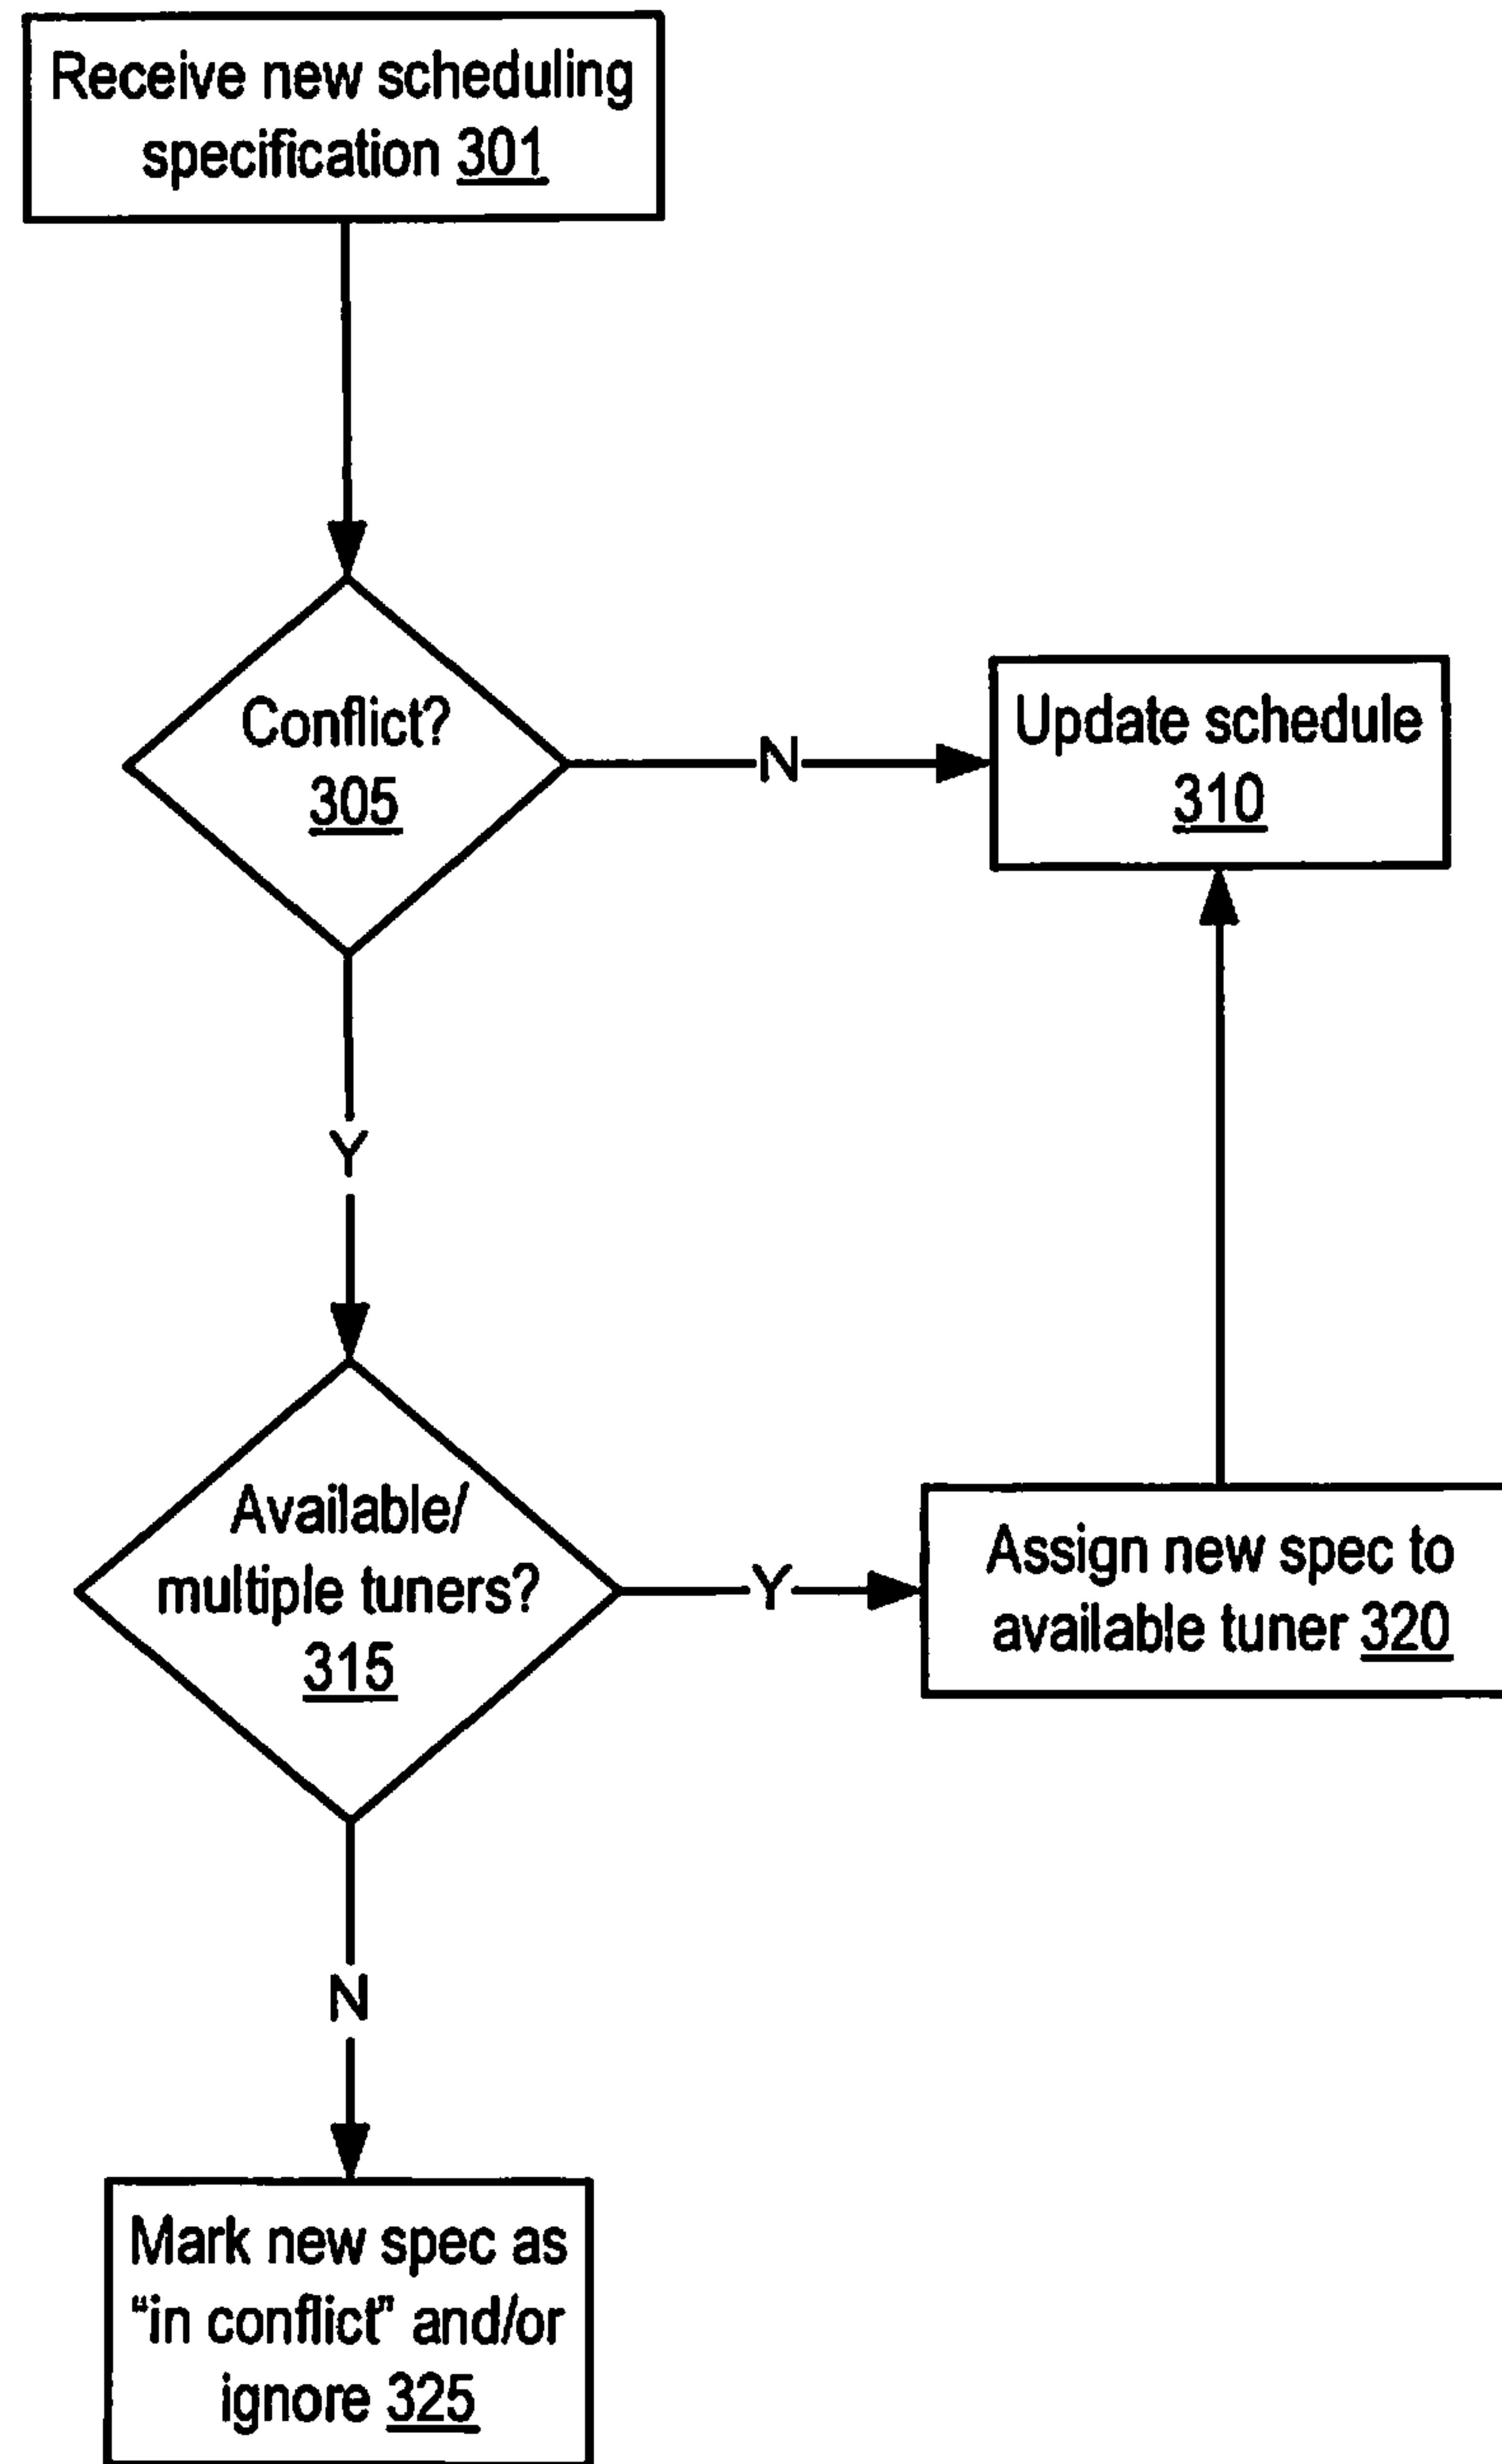 Receive new scheduling
specification 301
Conflict?
305
N
Update schedule
310
Y
Available/
multiple tuners?
315
Y
Assign new spec to
available tuner 320
N
Mark new spec as
“in conflict” and/or
ignore 325